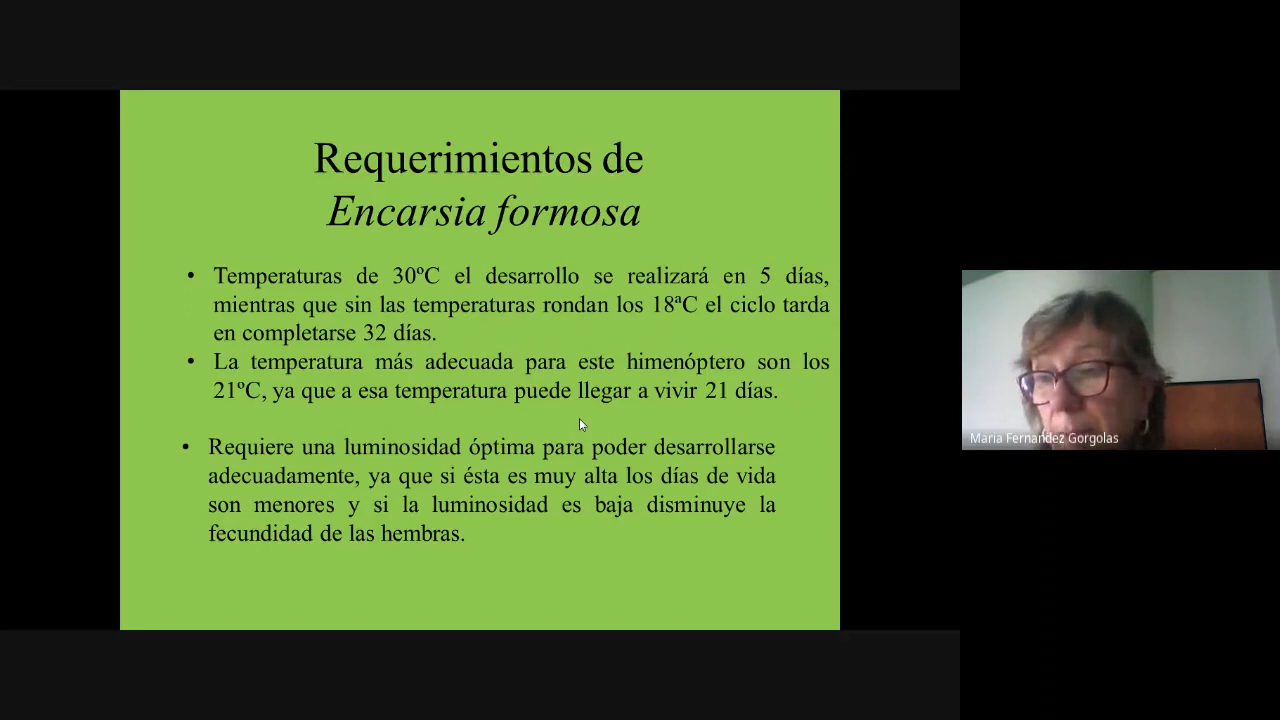 Requerimientos de
Encarsia formosa
• Temperaturas de 30ºC el desarrollo se realizará en 5 días,
mientras que sin las temperaturas rondan los 18ªC el ciclo tarda
en completarse 32 días.
• La temperatura más adecuada para este himenóptero son los
21ºC, ya que a esa temperatura puede llegar a vivir 21 días.
• Requiere una luminosidad óptima para poder desarrollarse
adecuadamente, ya que si ésta es muy alta los días de vida
son menores y si la luminosidad es baja disminuye la
fecundidad de las hembras.
Maria Fernandez Gorgolas